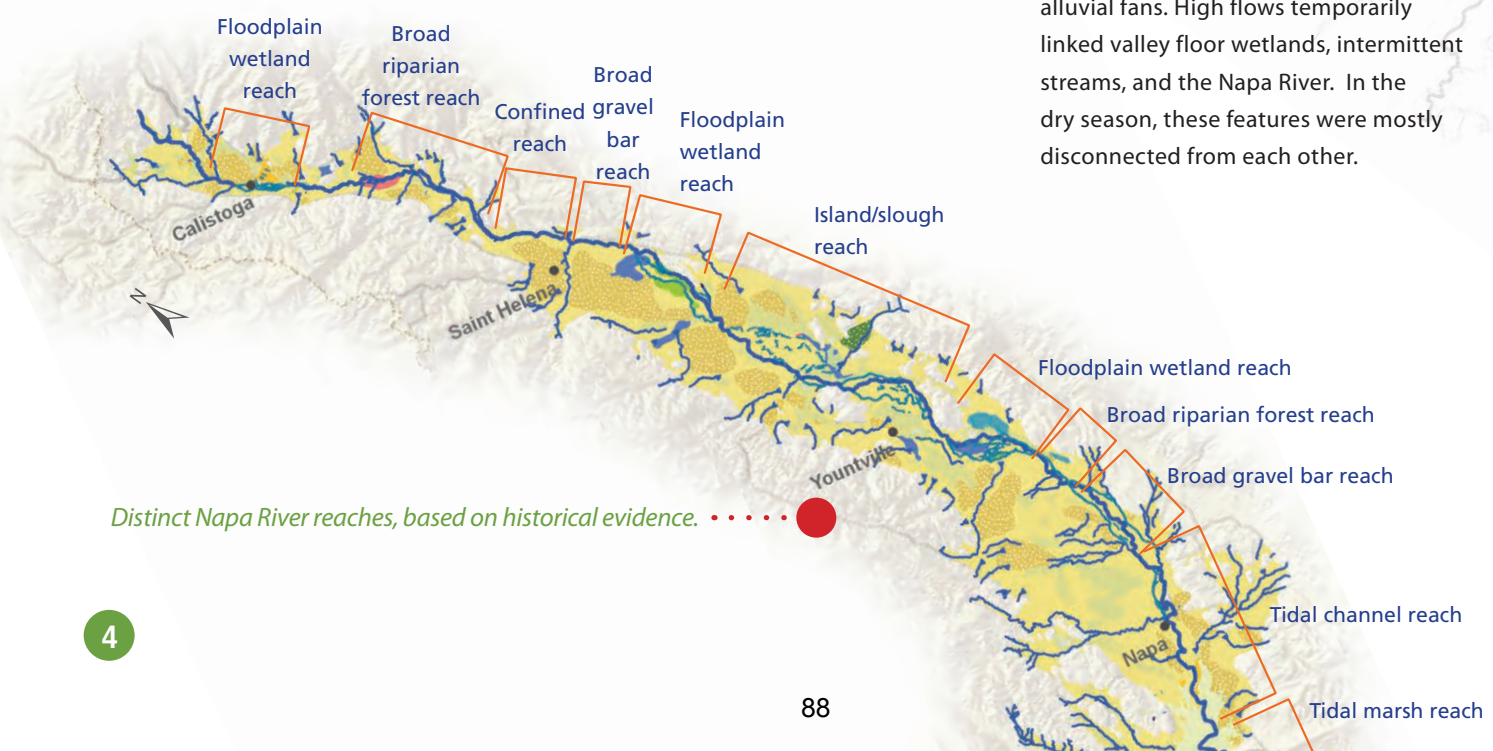 alluvial fans. High flows temporarily
linked valley floor wetlands, intermittent
streams, and the Napa River. In the
dry season, these features were mostly
disconnected from each other.
Floodplain
wetland
reach
Broad
riparian
forest reach
Confined
reach
Broad
gravel
bar
reach
Floodplain
wetland
reach
Island/slough
reach
Floodplain wetland reach
Broad riparian forest reach
Broad gravel bar reach
Tidal channel reach
Tidal marsh reach
Calistoga
N
Saint Helena
Yountville
Napa
Distinct Napa River reaches, based on historical evidence.
4
88